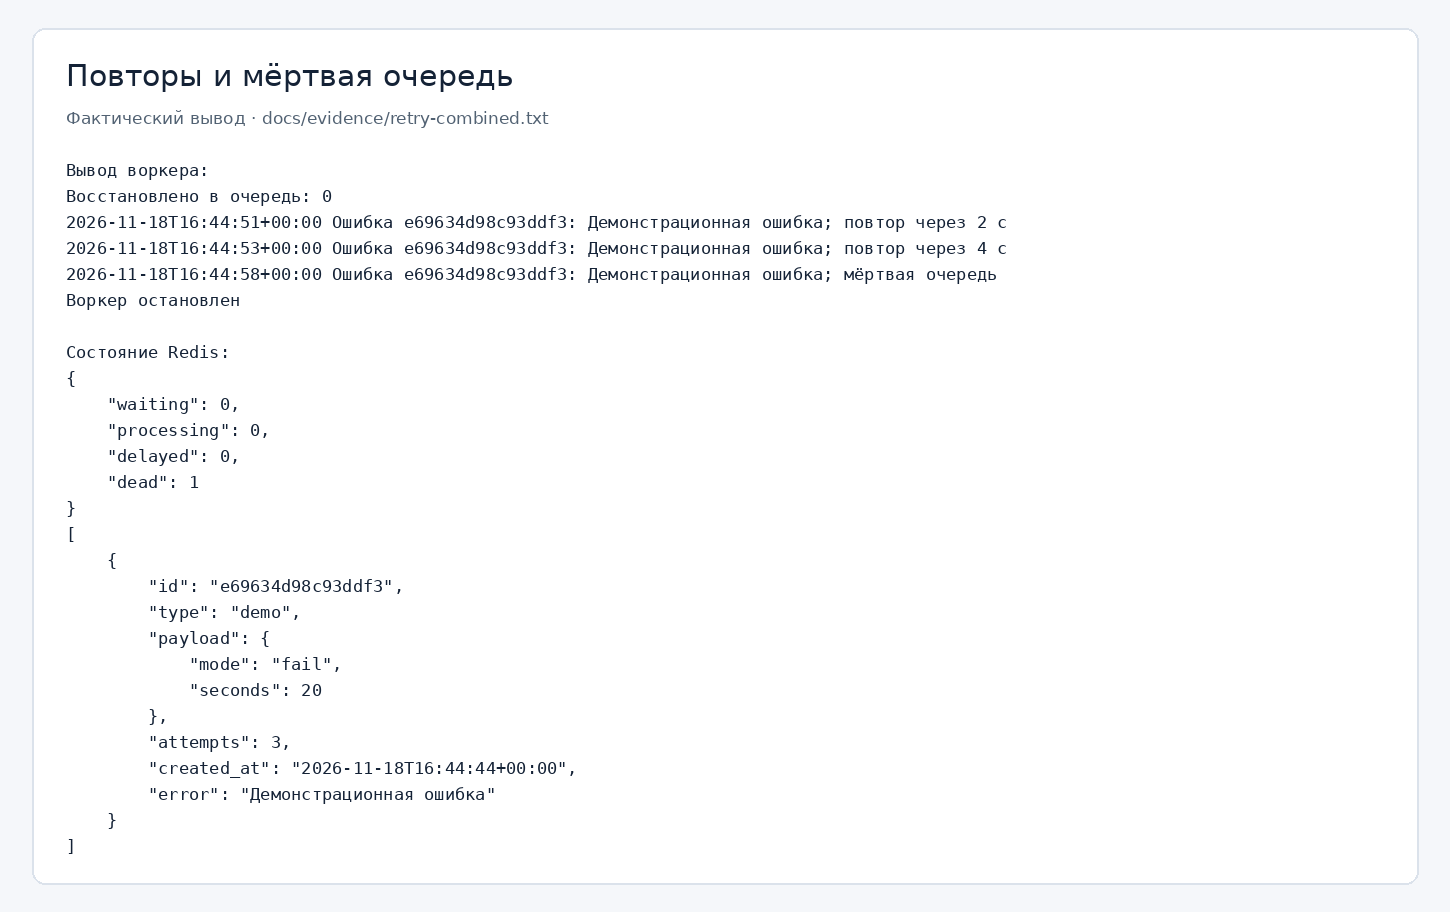 Повторы и мёртвая очередь
Фактический вывод · docs/evidence/retry-combined.txt
Вывод воркера:
Восстановлено в очередь: 0
2026-11-18T16:44:51+00:00 Ошибка e69634d98c93ddf3: Демонстрационная ошибка; повтор через 2 с
2026-11-18T16:44:53+00:00 Ошибка e69634d98c93ddf3: Демонстрационная ошибка; повтор через 4 с
2026-11-18T16:44:58+00:00 Ошибка e69634d98c93ddf3: Демонстрационная ошибка; мёртвая очередь
Воркер остановлен
Состояние Redis:
{
    "waiting": 0,
    "processing": 0,
    "delayed": 0,
    "dead": 1
}
[
    {
        "id": "e69634d98c93ddf3",
        "type": "demo",
        "payload": {
            "mode": "fail",
            "seconds": 20
        },
        "attempts": 3,
        "created_at": "2026-11-18T16:44:44+00:00",
        "error": "Демонстрационная ошибка"
    }
]